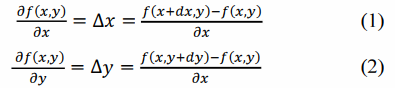 ∂f(x,y)/∂x = Δx = f(x+dx,y)−f(x,y)/∂x (1)
∂f(x,y)/∂y = Δy = f(x,y+dy)−f(x,y)/∂x (2)